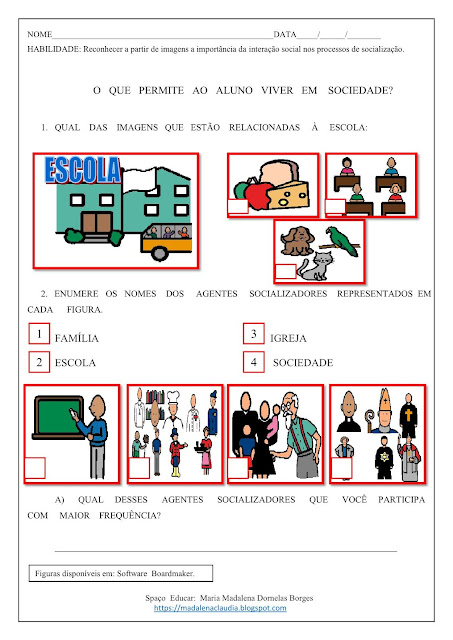 NOME________________________________ DATA_____/______/________
HABILIDADE: Reconhecer a partir de imagens a importância da interação social nos processos de socialização.
O QUE PERMITE AO ALUNO VIVER EM SOCIEDADE?
1. QUAL DAS IMAGENS QUE ESTÃO RELACIONADAS À ESCOLA:
ESCOLA
2. ENUMERE OS NOMES DOS AGENTES SOCIALIZADORES REPRESENTADOS EM
CADA FIGURA.
1 FAMÍLIA 3 IGREJA
2 ESCOLA 4 SOCIEDADE
A) QUAL DESSES AGENTES SOCIALIZADORES QUE VOCÊ PARTICIPA
COM MAIOR FREQUÊNCIA?
Figuras disponíveis em: Software Boardmaker.
Spaço Educar: Maria Madalena Dornelas Borges
https://madalenaclaudia.blogspot.com